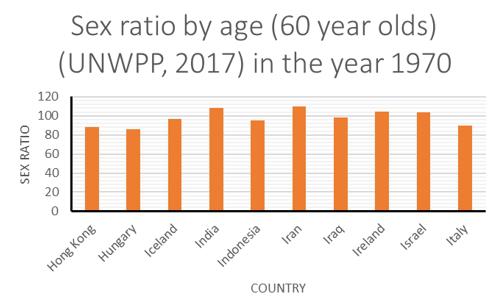 Sex ratio by age (60 year olds)
(UNWPP, 2017) in the year 1970
120
100
80
60
40
20
0
SEX RATIO
Hong Kong
Hungary
Iceland
India
Indonesia
Iran
Iraq
Ireland
Israel
Italy
COUNTRY